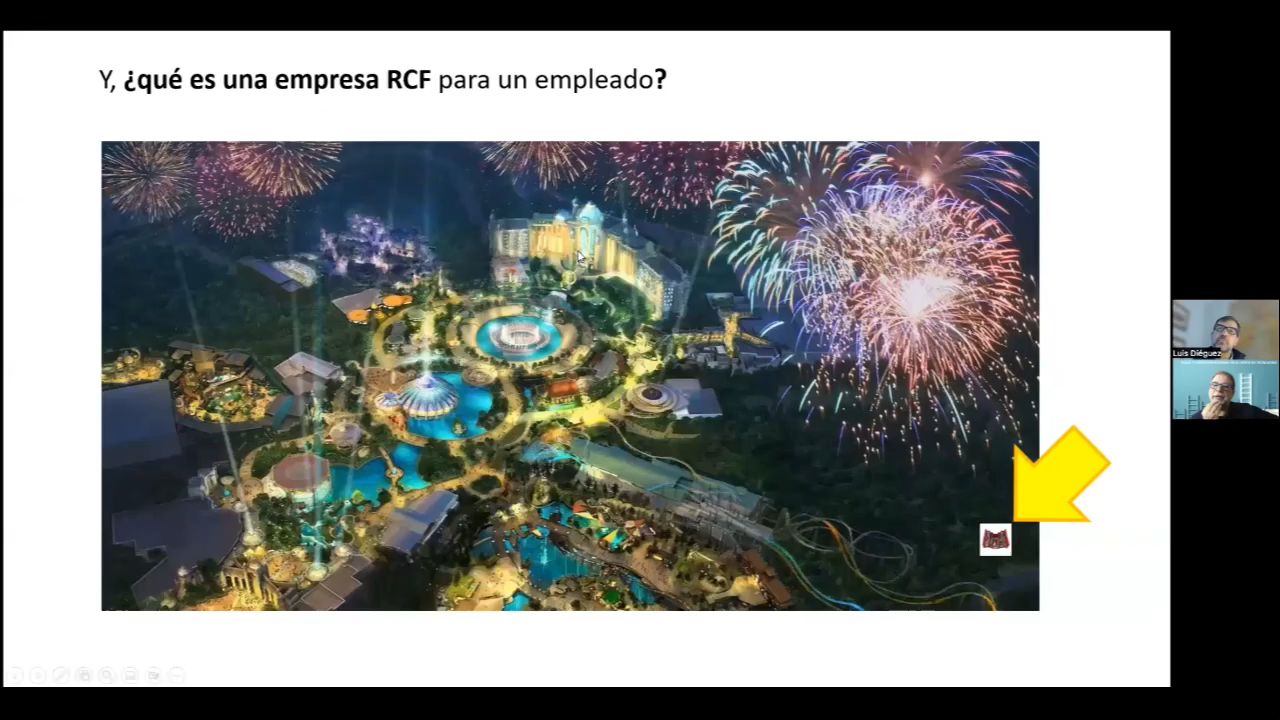 Y, ¿qué es una empresa RCF para un empleado?
Luis Diéguez